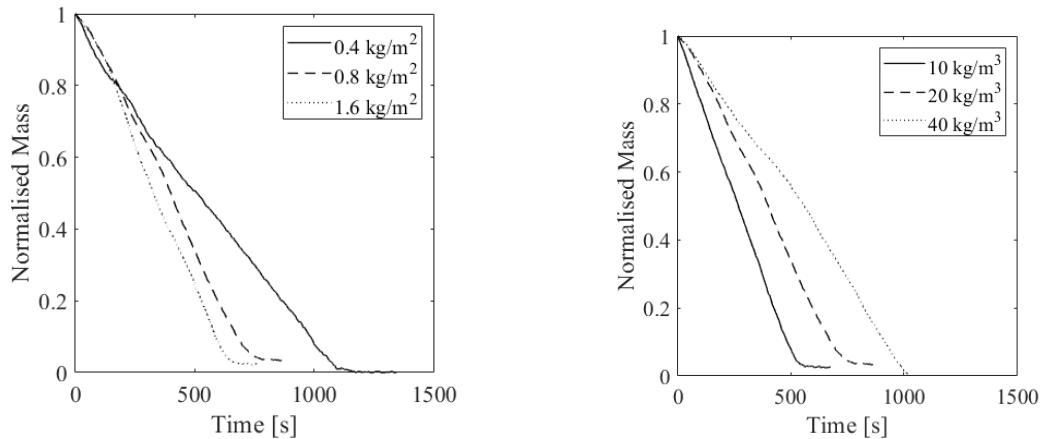 1
0.8
0.6
0.4
0.2
0
Normalised Mass
0.4 kg/m²
0.8 kg/m²
1.6 kg/m²
0 500 1000 1500
Time [s]
1
0.8
0.6
0.4
0.2
0
Normalised Mass
10 kg/m³
20 kg/m³
40 kg/m³
0 500 1000 1500
Time [s]